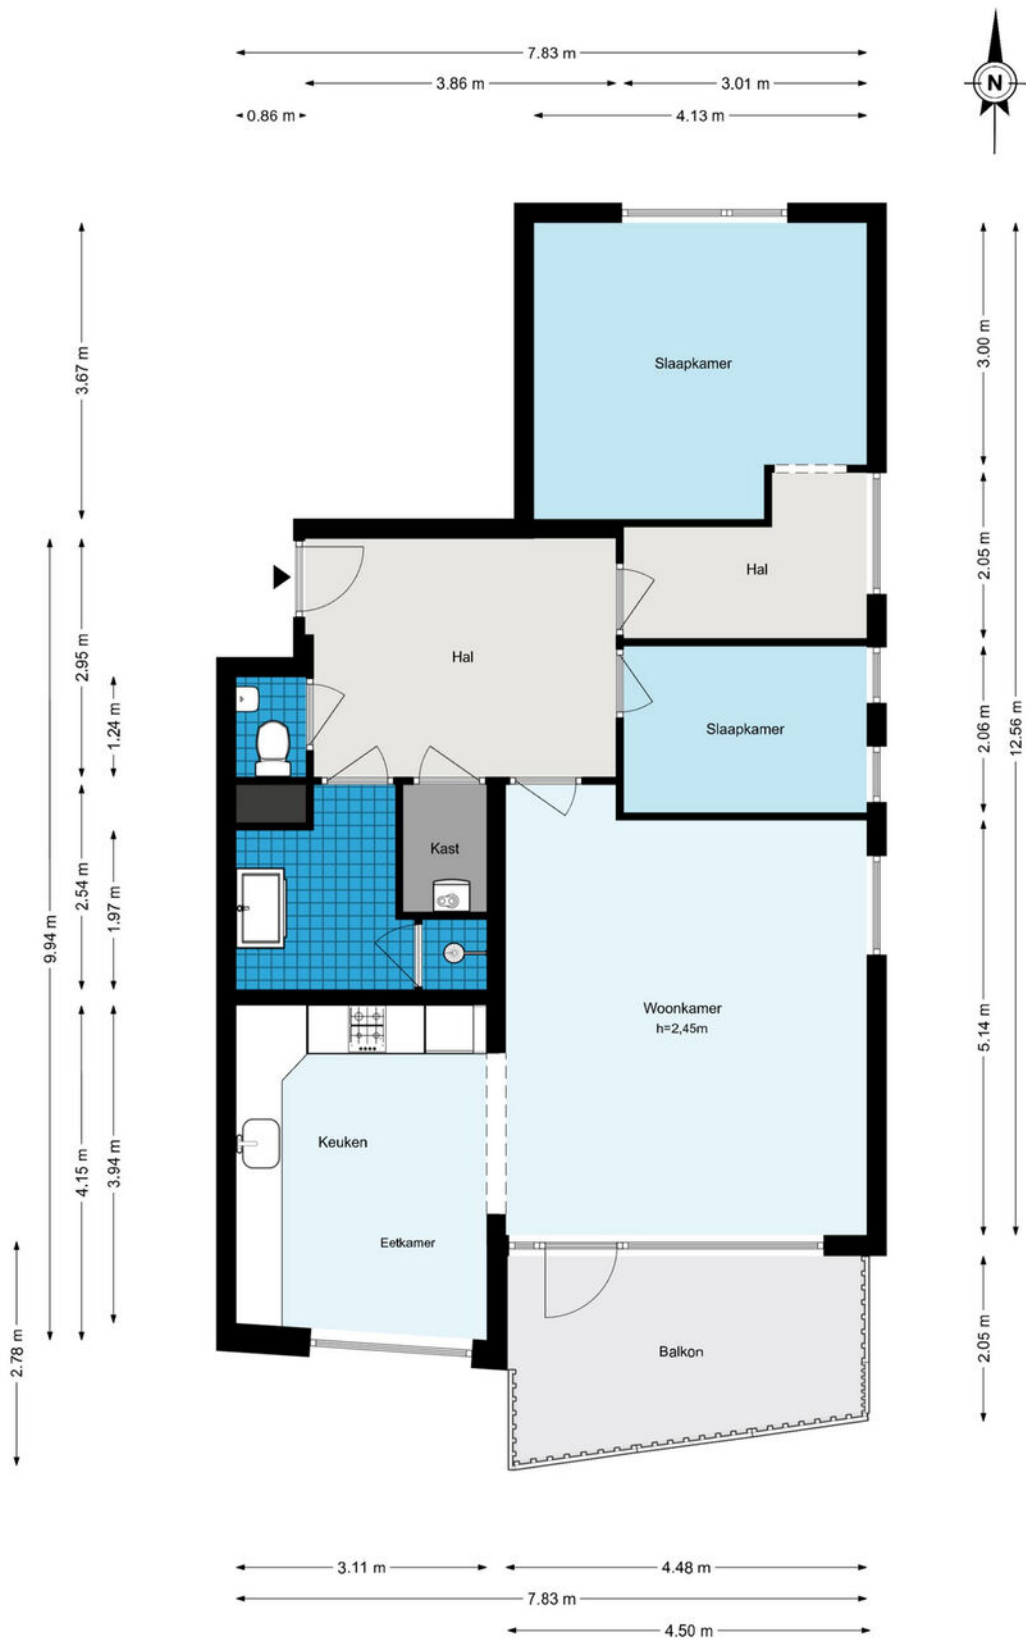 7.83 m
3.86 m
3.01 m
0.86 m
4.13 m
N
3.67 m
3.00 m
Slaapkamer
2.05 m
Hal
2.95 m
Hal
1.24 m
Slaapkamer
2.06 m
12.56 m
Kast
2.54 m
1.97 m
9.94 m
Woonkamer
h=2,45m
5.14 m
Keuken
4.15 m
3.94 m
Eetkamer
2.78 m
Balkon
2.05 m
3.11 m
4.48 m
7.83 m
4.50 m